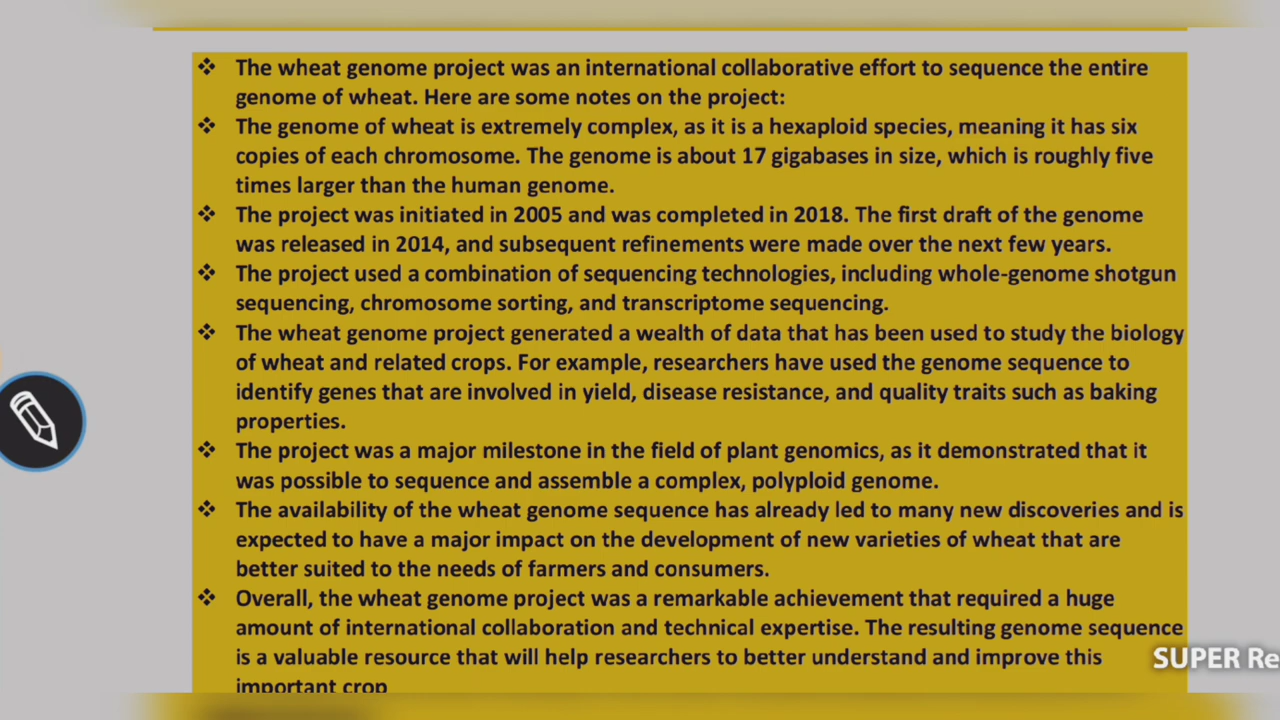 ❖ The wheat genome project was an international collaborative effort to sequence the entire
genome of wheat. Here are some notes on the project:
❖ The genome of wheat is extremely complex, as it is a hexaploid species, meaning it has six
copies of each chromosome. The genome is about 17 gigabases in size, which is roughly five
times larger than the human genome.
❖ The project was initiated in 2005 and was completed in 2018. The first draft of the genome
was released in 2014, and subsequent refinements were made over the next few years.
❖ The project used a combination of sequencing technologies, including whole-genome shotgun
sequencing, chromosome sorting, and transcriptome sequencing.
❖ The wheat genome project generated a wealth of data that has been used to study the biology
of wheat and related crops. For example, researchers have used the genome sequence to
identify genes that are involved in yield, disease resistance, and quality traits such as baking
properties.
❖ The project was a major milestone in the field of plant genomics, as it demonstrated that it
was possible to sequence and assemble a complex, polyploid genome.
❖ The availability of the wheat genome sequence has already led to many new discoveries and is
expected to have a major impact on the development of new varieties of wheat that are
better suited to the needs of farmers and consumers.
❖ Overall, the wheat genome project was a remarkable achievement that required a huge
amount of international collaboration and technical expertise. The resulting genome sequence
is a valuable resource that will help researchers to better understand and improve this
important crop
SUPER Re